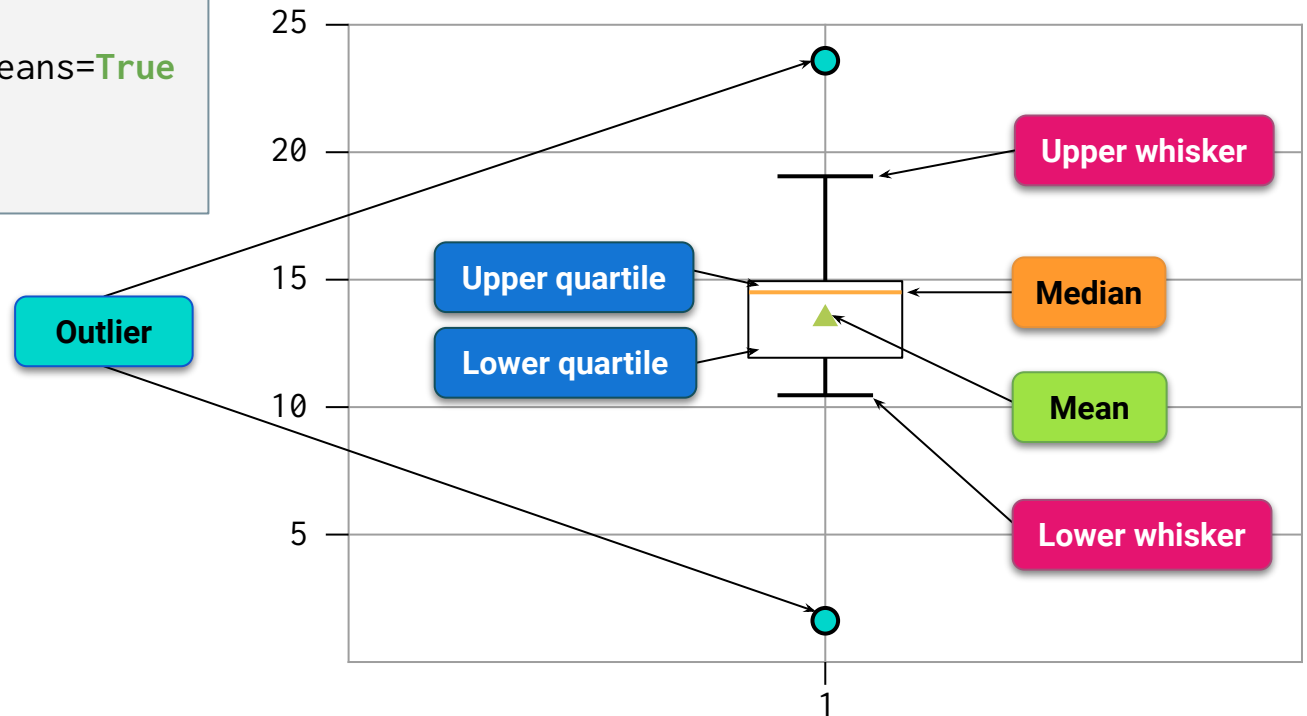 eans=True
25
20
15
10
5
1
Outlier
Upper quartile
Lower quartile
Upper whisker
Median
Mean
Lower whisker